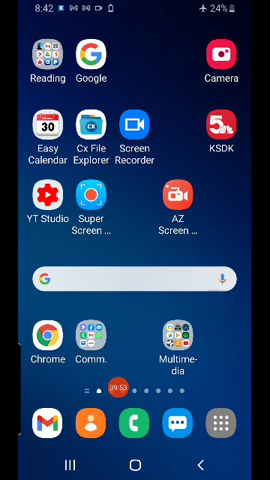 8:42
24%
Reading
Google
Camera
30
Easy Calendar
Cx
Cx File Explorer
Screen Recorder
5
KSDK
YT Studio
Super Screen ...
AZ Screen ...
G
Chrome
Comm.
Multime-
dia
09:53